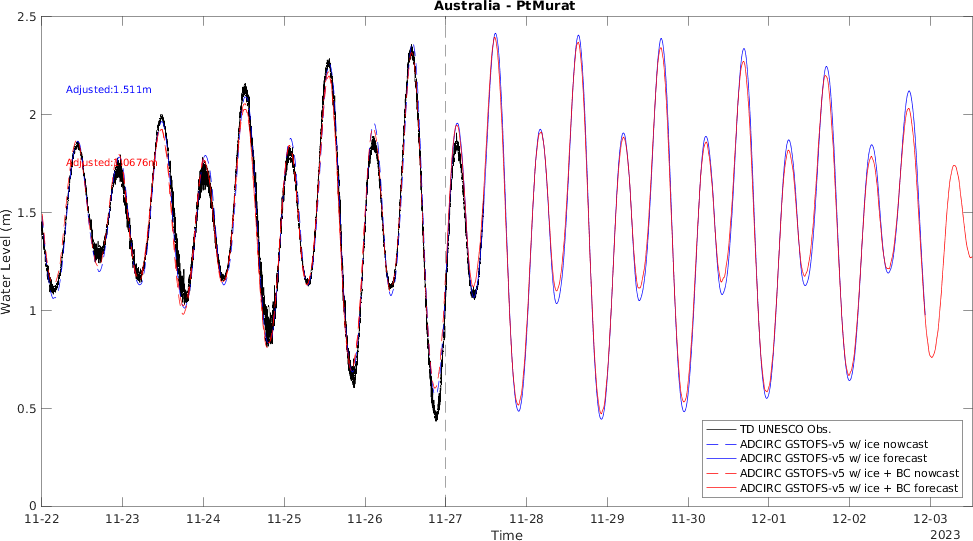 Australia - PtMurat
2.5
2
1.5
1
0.5
0
Water Level (m)
Adjusted:1.511m
Adjusted:
0676m
TD UNESCO Obs.
ADCIRC GSTOFS-v5 w/ ice nowcast
ADCIRC GSTOFS-v5 w/ ice forecast
ADCIRC GSTOFS-v5 w/ ice + BC nowcast
ADCIRC GSTOFS-v5 w/ ice + BC forecast
11-22
11-23
11-24
11-25
11-26
11-27
11-28
11-29
11-30
12-01
12-02
12-03
Time
2023